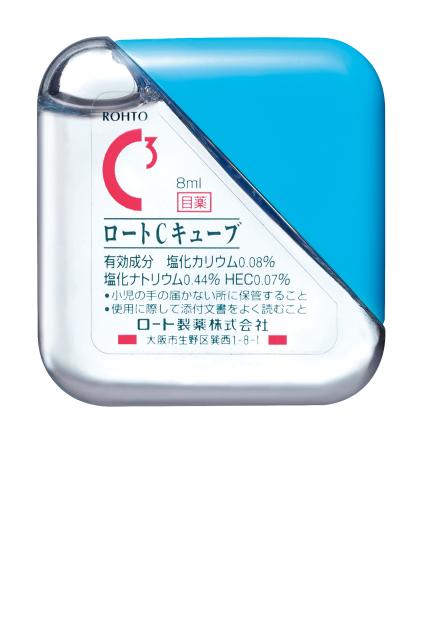 ROHTO
C3
8ml
目薬
ロートCキューブ
有効成分 塩化カリウム0.08%
塩化ナトリウム0.44% HEC0.07%
•小児の手の届かない所に保管すること
•使用に際して添付文書をよく読むこと
ロート製薬株式会社
大阪市生野区巽西1-8-1